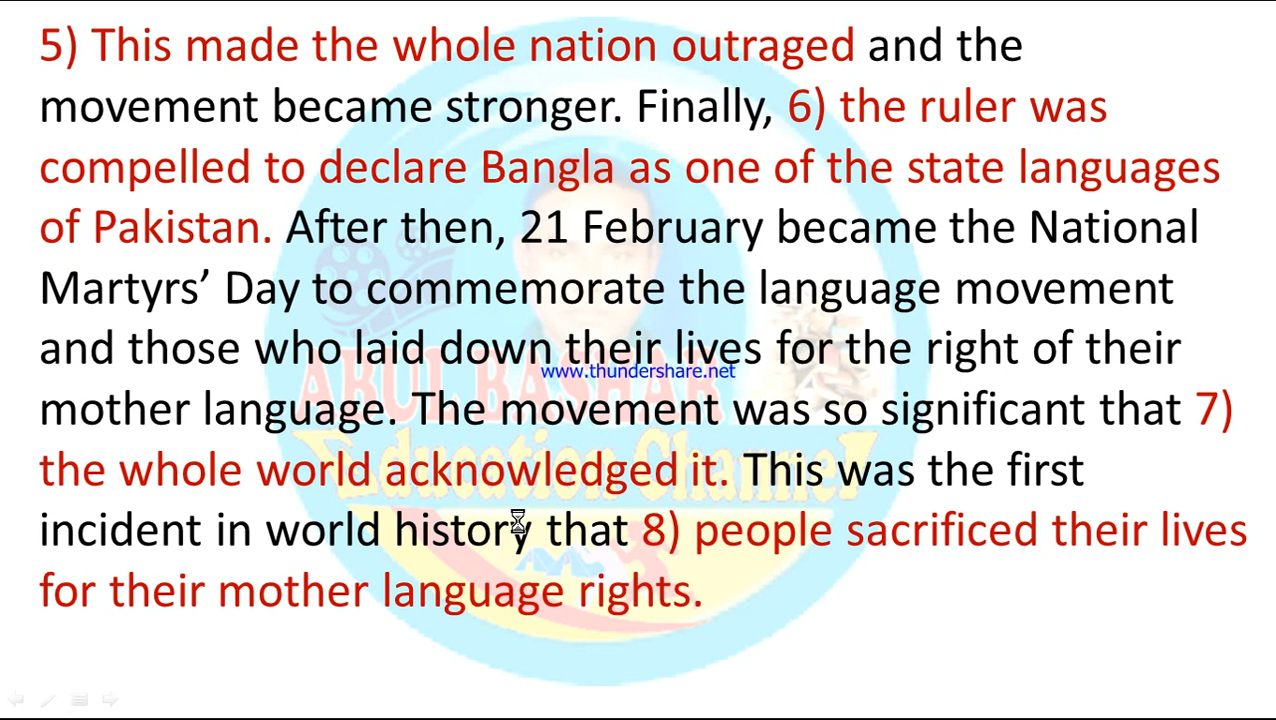 5) This made the whole nation outraged and the
movement became stronger. Finally, 6) the ruler was
compelled to declare Bangla as one of the state languages
of Pakistan. After then, 21 February became the National
Martyrs’ Day to commemorate the language movement
and those who laid down their lives for the right of their
www.thundershare.net
mother language. The movement was so significant that 7)
the whole world acknowledged it. This was the first
incident in world history that 8) people sacrificed their lives
for their mother language rights.
ABUL BASHAR
Education Channel